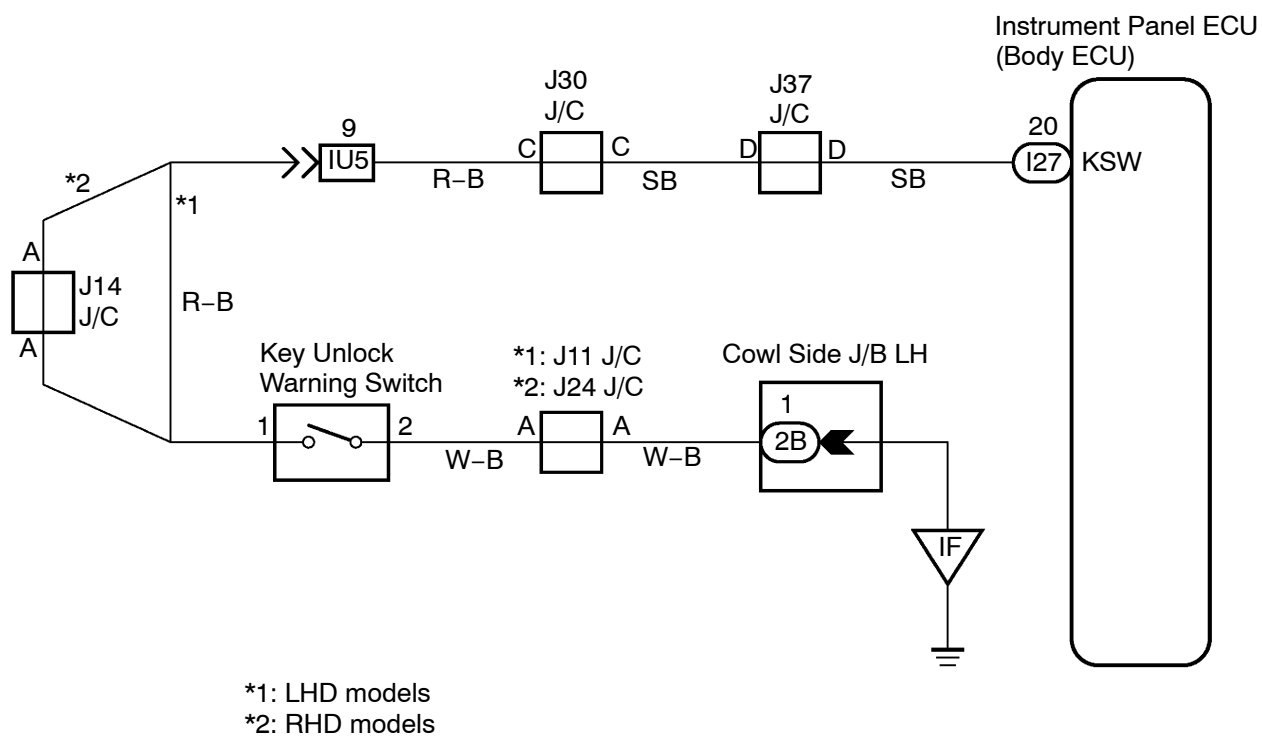 Instrument Panel ECU
(Body ECU)
J30
J/C
J37
J/C
9
IU5
C
C
D
D
20
I27
KSW
R–B
SB
SB
*2
*1
A
J14
J/C
A
R–B
Key Unlock
Warning Switch
*1: J11 J/C
*2: J24 J/C
Cowl Side J/B LH
1
2
A
A
1
2B
W–B
W–B
IF
*1: LHD models
*2: RHD models